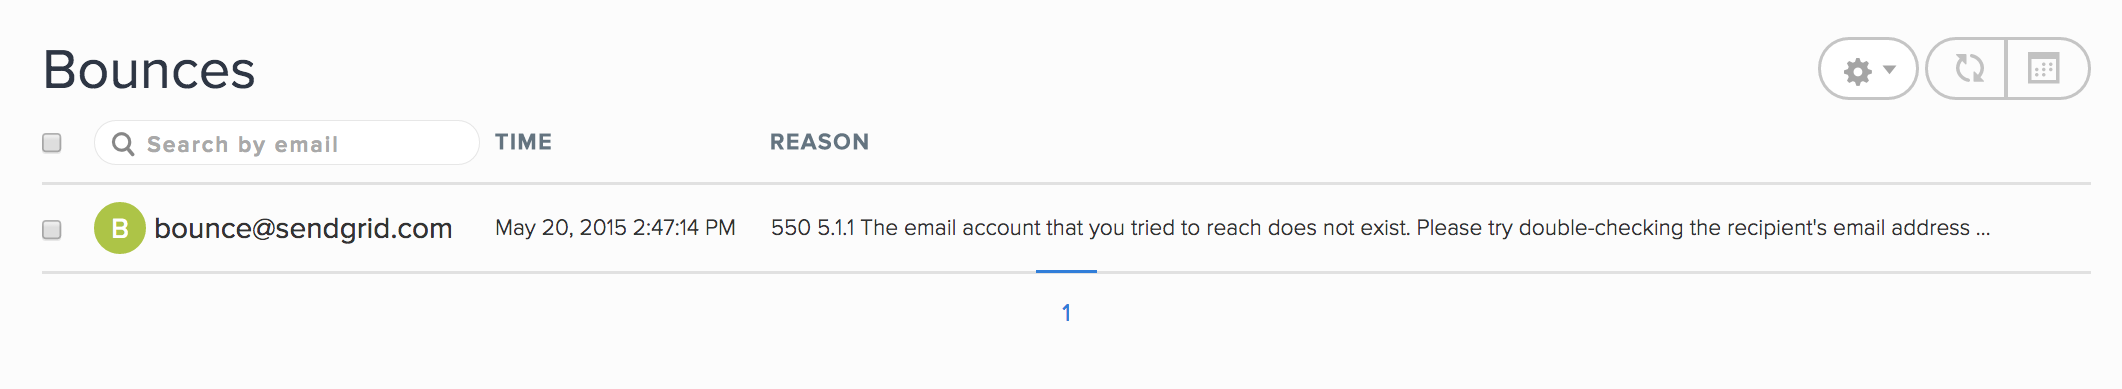 Bounces
Search by email TIME REASON
B bounce@sendgrid.com May 20, 2015 2:47:14 PM 550 5.1.1 The email account that you tried to reach does not exist. Please try double-checking the recipient's email address ...
1